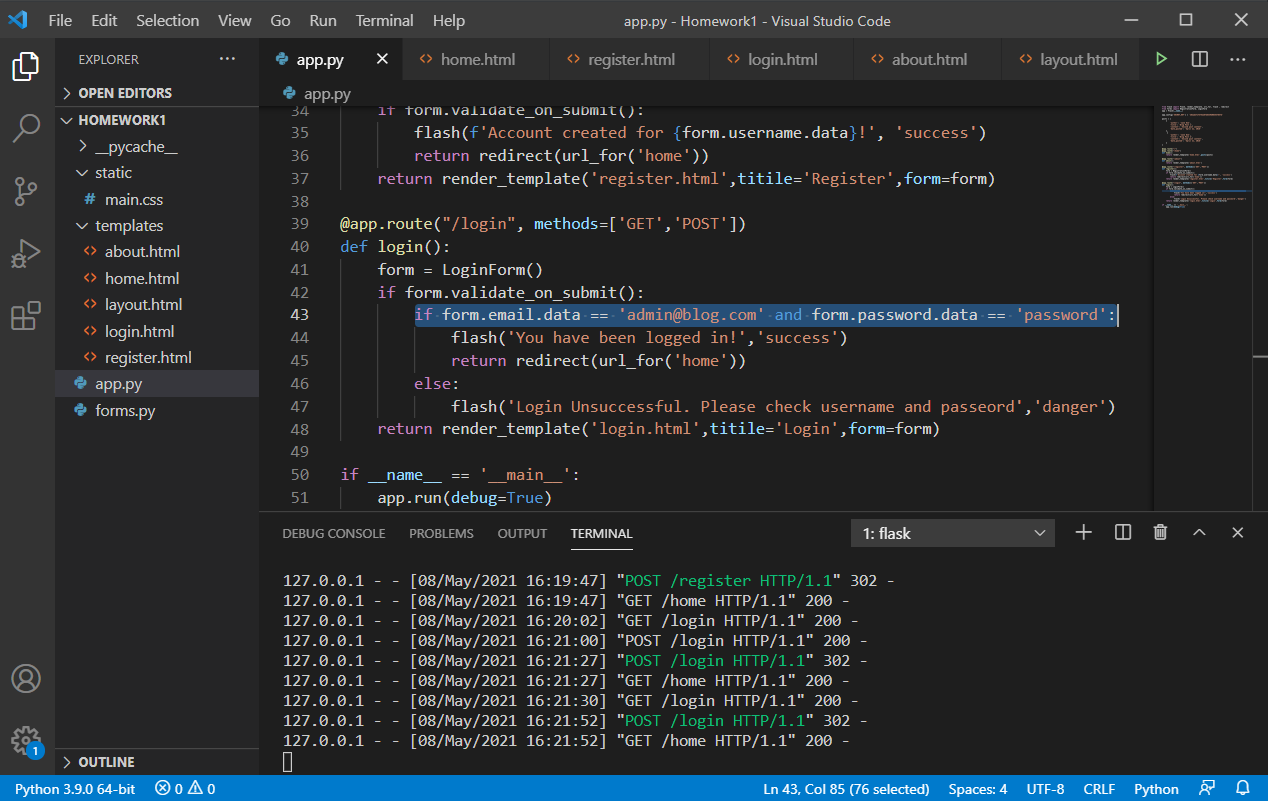 File Edit Selection View Go Run Terminal Help app.py - Homework1 - Visual Studio Code
EXPLORER
app.py home.html register.html login.html about.html layout.html
OPEN EDITORS
HOMEWORK1
__pycache__
static
# main.css
templates
about.html
home.html
layout.html
login.html
register.html
app.py
forms.py
OUTLINE
1
app.py
34 if form.validate_on_submit():
35 flash(f'Account created for {form.username.data}!', 'success')
36 return redirect(url_for('home'))
37 return render_template('register.html',titile='Register',form=form)
38
39 @app.route("/login", methods=['GET','POST'])
40 def login():
41 form = LoginForm()
42 if form.validate_on_submit():
43 if form.email.data == 'admin@blog.com' and form.password.data == 'password':
44 flash('You have been logged in!','success')
45 return redirect(url_for('home'))
46 else:
47 flash('Login Unsuccessful. Please check username and passeord','danger')
48 return render_template('login.html',titile='Login',form=form)
49
50 if __name__ == '__main__':
51 app.run(debug=True)
DEBUG CONSOLE PROBLEMS OUTPUT TERMINAL 1: flask
127.0.0.1 - - [08/May/2021 16:19:47] "POST /register HTTP/1.1" 302 -
127.0.0.1 - - [08/May/2021 16:19:47] "GET /home HTTP/1.1" 200 -
127.0.0.1 - - [08/May/2021 16:20:02] "GET /login HTTP/1.1" 200 -
127.0.0.1 - - [08/May/2021 16:21:00] "POST /login HTTP/1.1" 200 -
127.0.0.1 - - [08/May/2021 16:21:27] "POST /login HTTP/1.1" 302 -
127.0.0.1 - - [08/May/2021 16:21:27] "GET /home HTTP/1.1" 200 -
127.0.0.1 - - [08/May/2021 16:21:30] "GET /login HTTP/1.1" 200 -
127.0.0.1 - - [08/May/2021 16:21:52] "POST /login HTTP/1.1" 302 -
127.0.0.1 - - [08/May/2021 16:21:52] "GET /home HTTP/1.1" 200 -
Python 3.9.0 64-bit 0 0 Ln 43, Col 85 (76 selected) Spaces: 4 UTF-8 CRLF Python